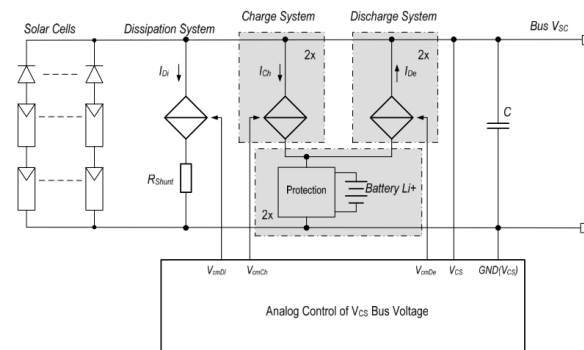 Charge System
Discharge System
Solar Cells
Dissipation System
Bus VSC
2x
2x
IDi
ICh
IDe
C
RShunt
Protection
Battery Li+
2x
VcmDi
VcmCh
VcmDe
VCS
GND(VCS)
Analog Control of VCS Bus Voltage